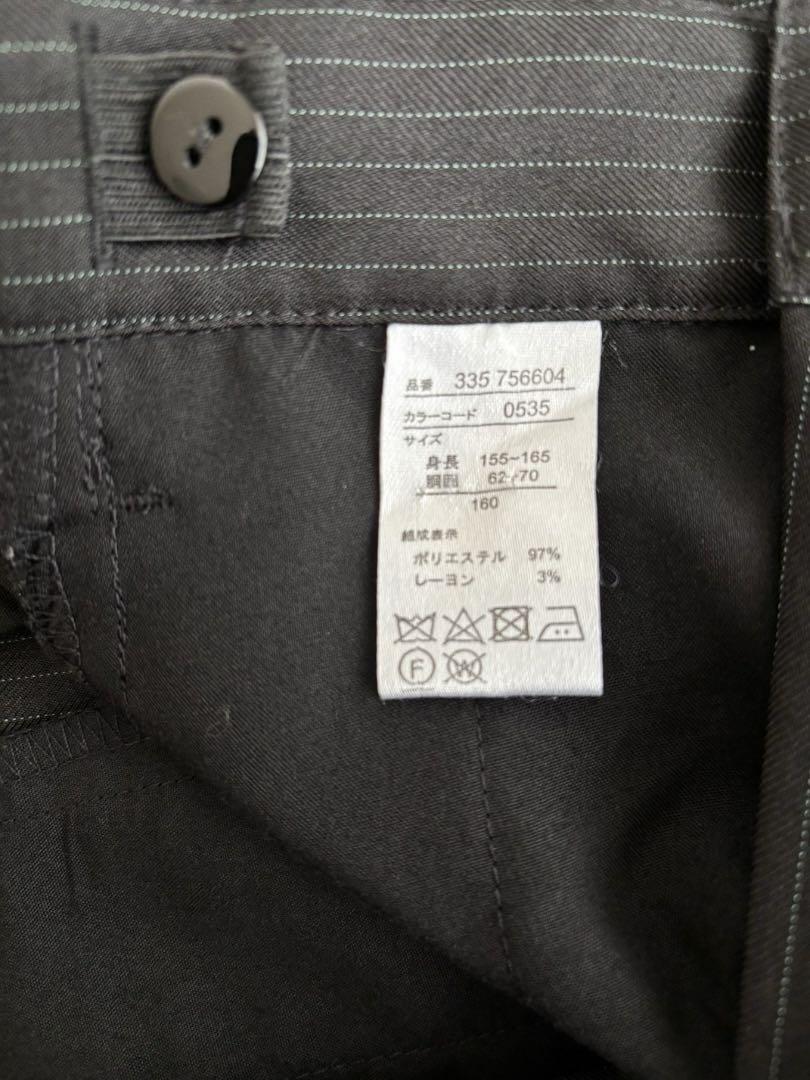 品番 335 756604
カラーコード 0535
サイズ
身長 155~165
胴囲 62~70
160
組成表示
ポリエステル 97%
レーヨン 3%
F W